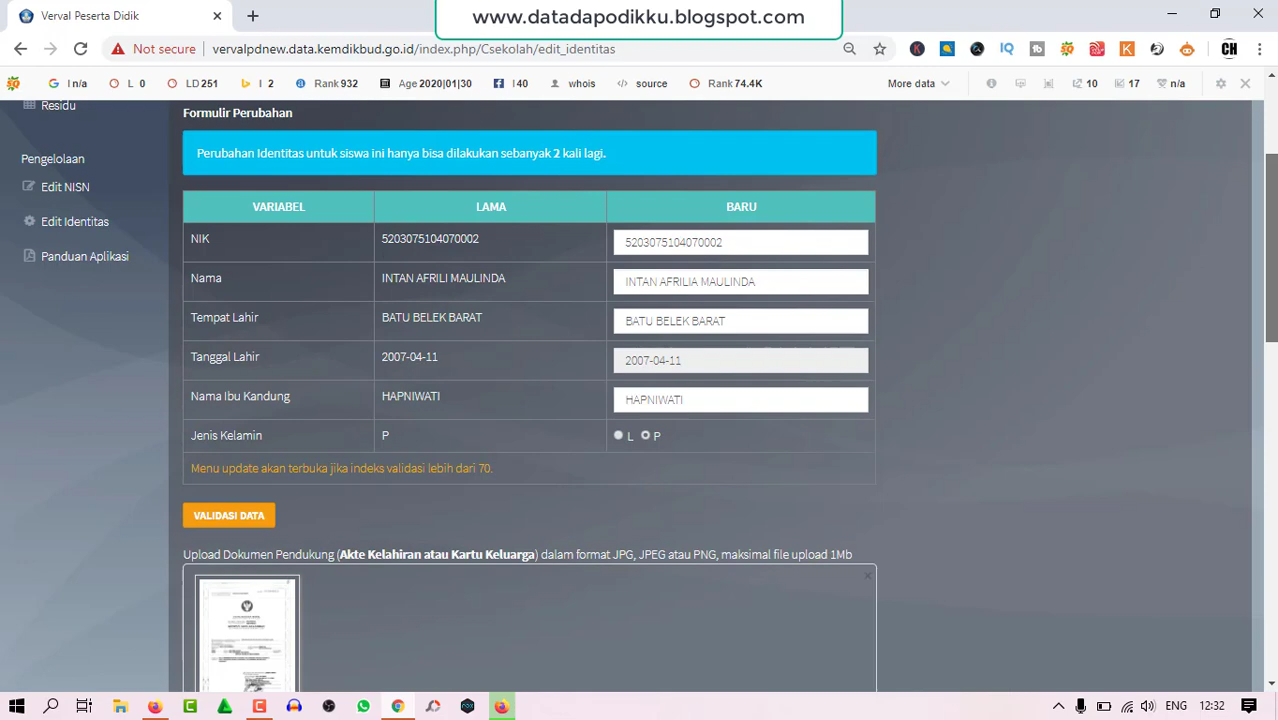 Verval Peserta Didik
www.datadapodikku.blogspot.com
Not secure vervalpdnew.data.kemdikbud.go.id/index.php/Csekolah/edit_identitas
I n/a L 0 LD 251 I 2 Rank 932 Age 2020|01|30 I 40 whois source Rank 74.4K More data 10 17 n/a
Residu
Formulir Perubahan
Perubahan Identitas untuk siswa ini hanya bisa dilakukan sebanyak 2 kali lagi.
Pengelolaan
Edit NISN
Edit Identitas
Panduan Aplikasi
VARIABEL LAMA BARU
NIK 5203075104070002 5203075104070002
Nama INTAN AFRILI MAULINDA INTAN AFRILIA MAULINDA
Tempat Lahir BATU BELEK BARAT BATU BELEK BARAT
Tanggal Lahir 2007-04-11 2007-04-11
Nama Ibu Kandung HAPNIWATI HAPNIWATI
Jenis Kelamin P L P
Menu update akan terbuka jika indeks validasi lebih dari 70.
VALIDASI DATA
Upload Dokumen Pendukung (Akte Kelahiran atau Kartu Keluarga) dalam format JPG, JPEG atau PNG, maksimal file upload 1Mb
ENG 12:32